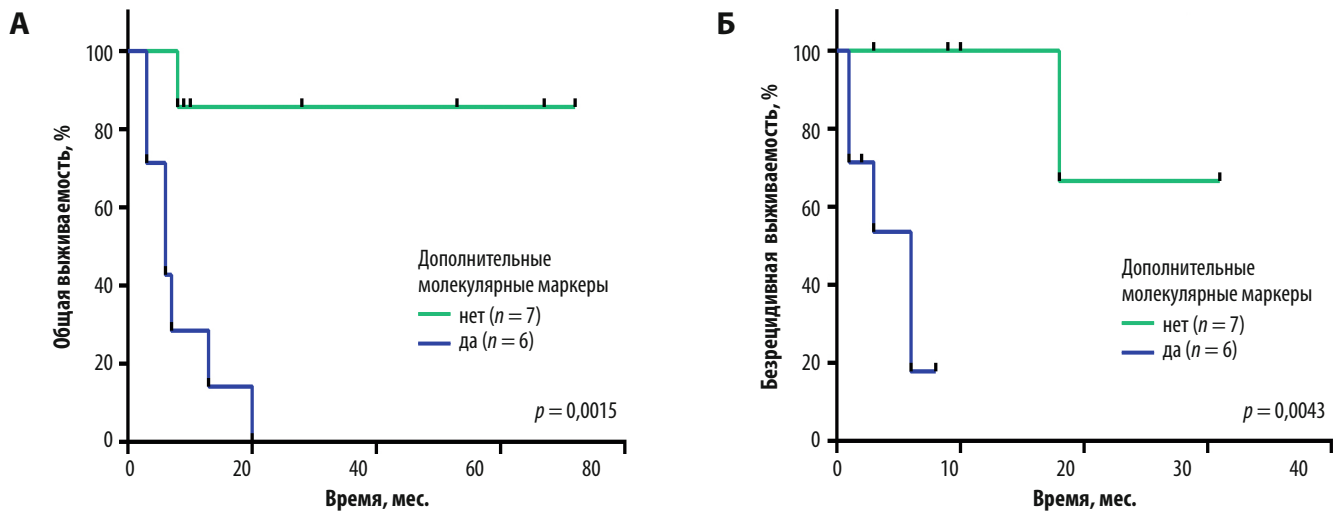 А
Общая выживаемость, %
100
80
60
40
20
0
0 20 40 60 80
Время, мес.
Дополнительные
молекулярные маркеры
нет (n = 7)
да (n = 6)
p = 0,0015
Б
Безрецидивная выживаемость, %
100
80
60
40
20
0
0 10 20 30 40
Время, мес.
Дополнительные
молекулярные маркеры
нет (n = 7)
да (n = 6)
p = 0,0043